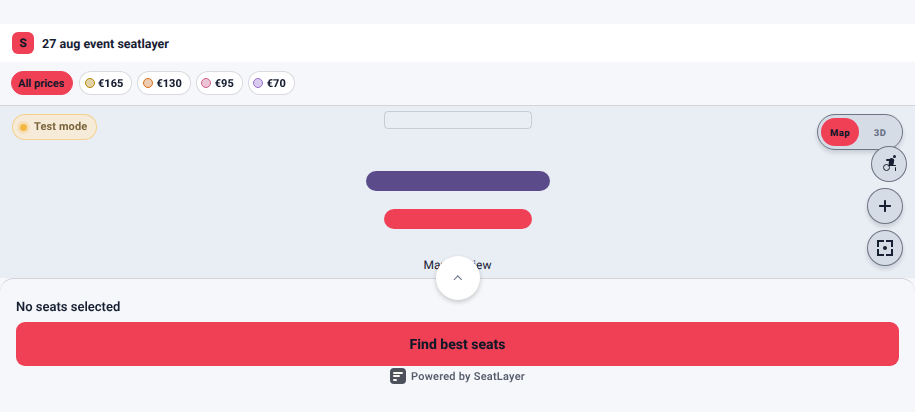 S 27 aug event seatlayer
All prices €165 €130 €95 €70
Test mode
Map 3D
No seats selected
Find best seats
Powered by SeatLayer